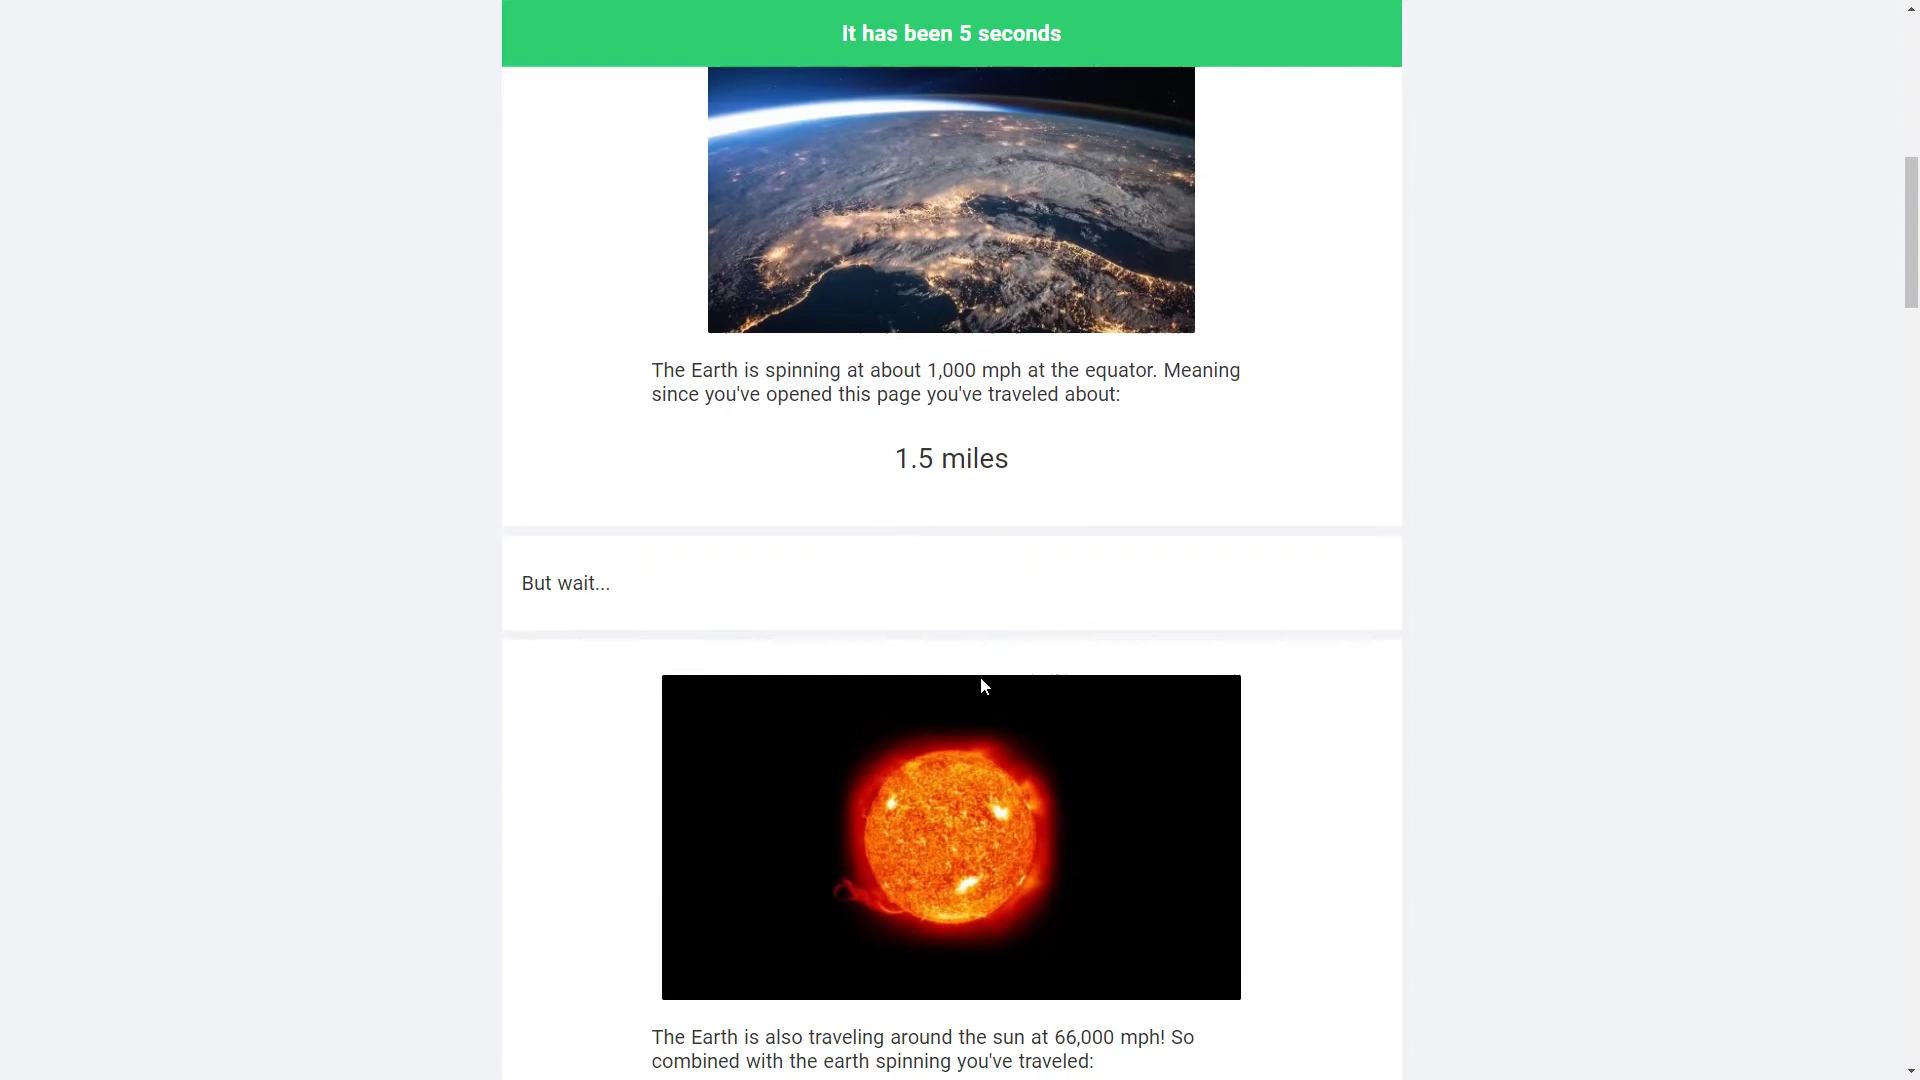 It has been 5 seconds
The Earth is spinning at about 1,000 mph at the equator. Meaning
since you've opened this page you've traveled about:
1.5 miles
But wait...
The Earth is also traveling around the sun at 66,000 mph! So
combined with the earth spinning you've traveled: